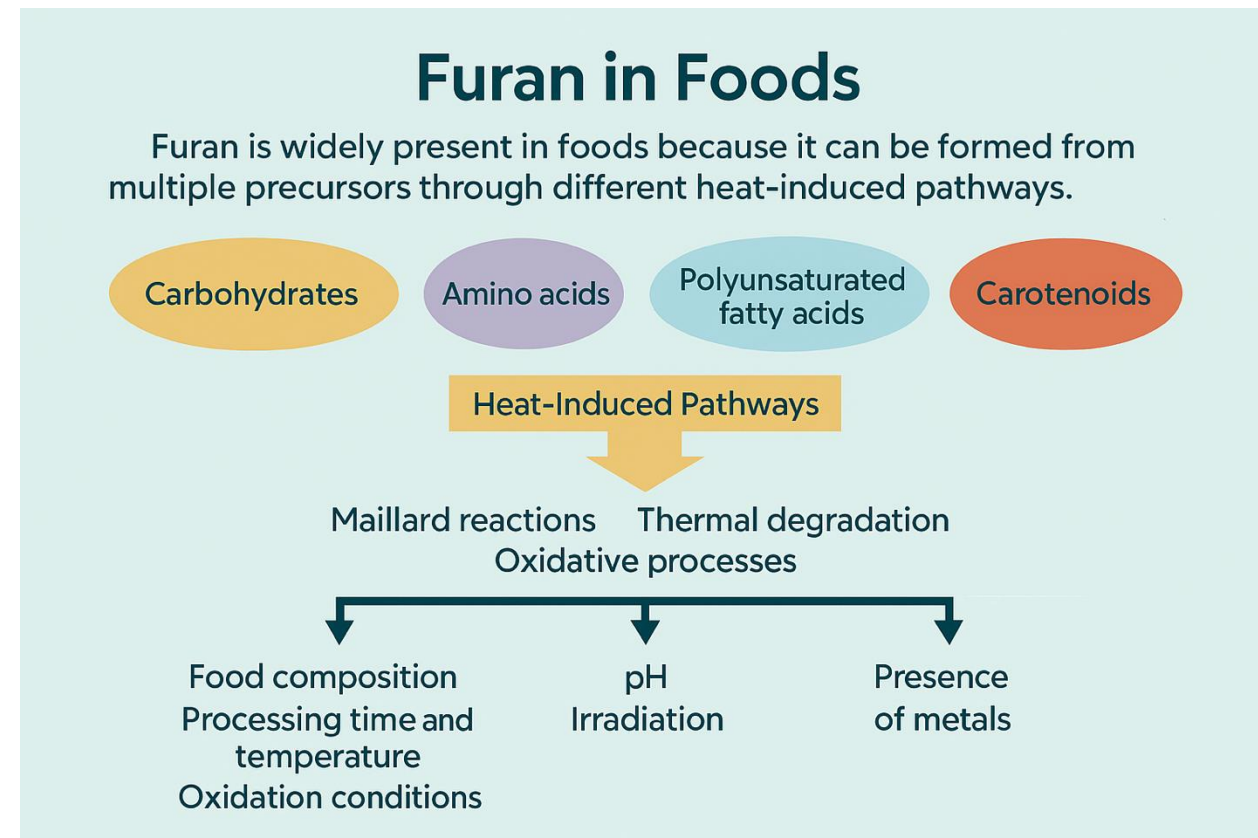 Furan in Foods
Furan is widely present in foods because it can be formed from
multiple precursors through different heat-induced pathways.
Carbohydrates
Amino acids
Polyunsaturated
fatty acids
Carotenoids
Heat-Induced Pathways
Maillard reactions
Thermal degradation
Oxidative processes
Food composition
Processing time and
temperature
Oxidation conditions
pH
Irradiation
Presence
of metals